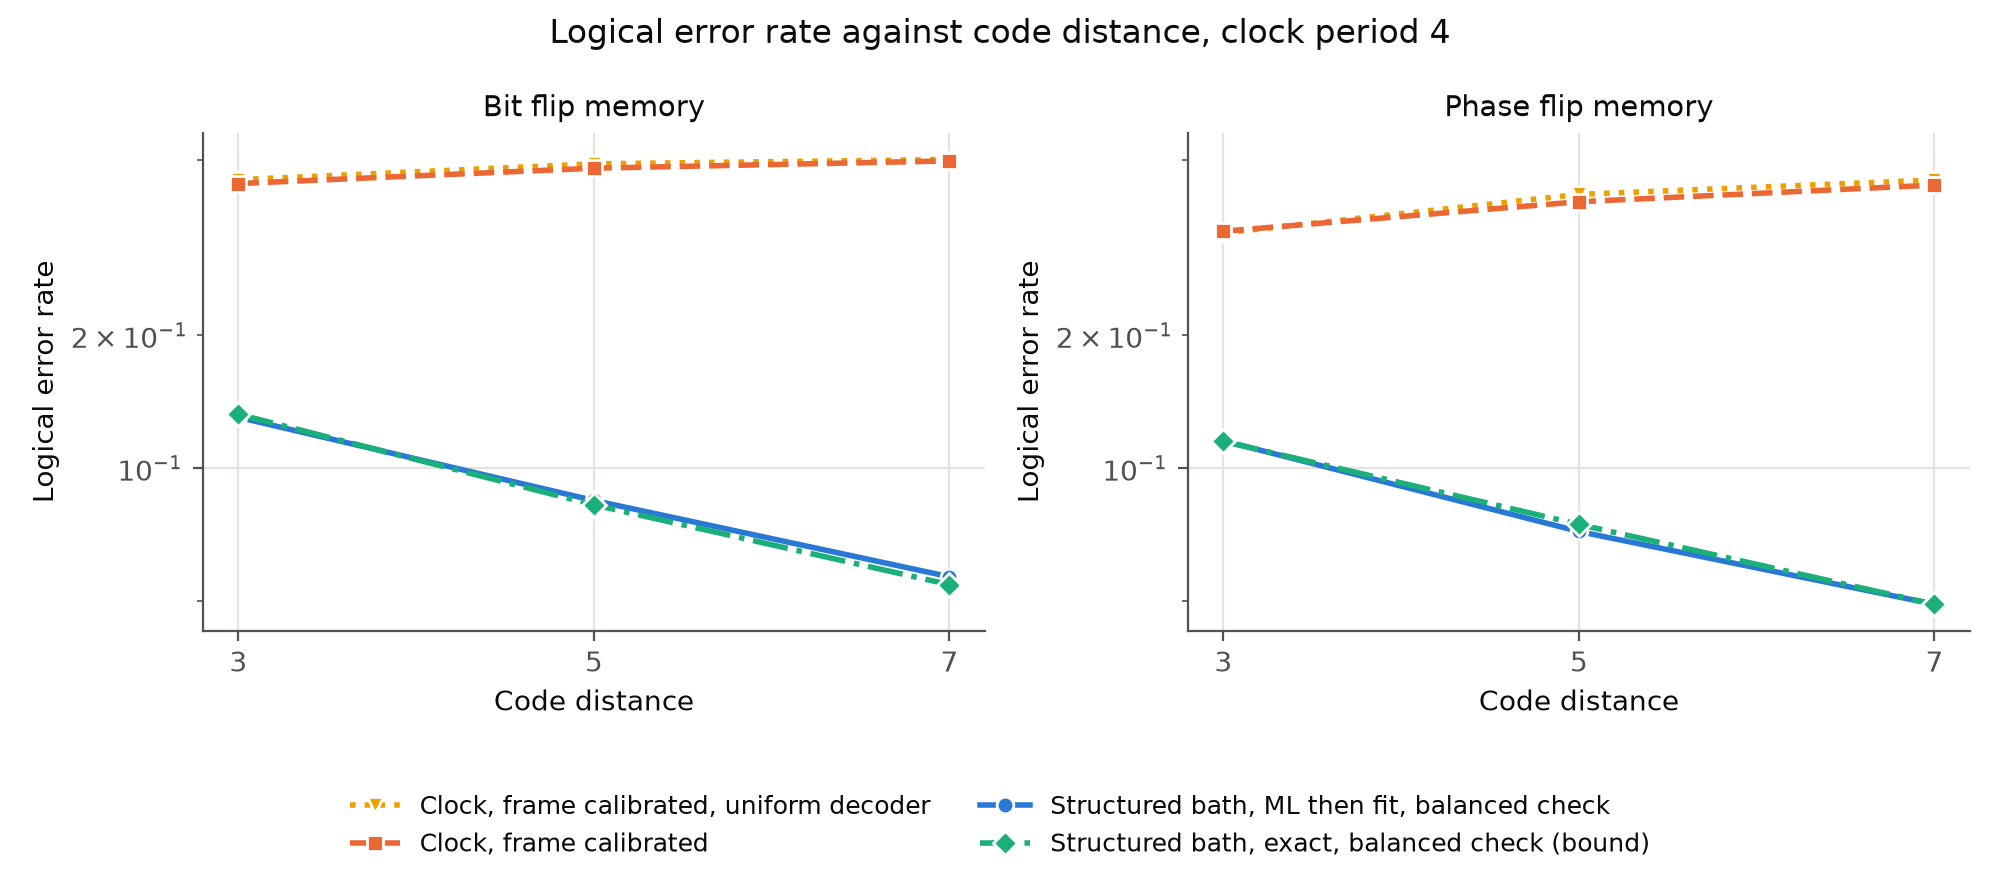 Logical error rate against code distance, clock period 4
Bit flip memory
Logical error rate
2 × 10⁻¹
10⁻¹
3 5 7
Code distance
Phase flip memory
Logical error rate
2 × 10⁻¹
10⁻¹
3 5 7
Code distance
Clock, frame calibrated, uniform decoder
Clock, frame calibrated
Structured bath, ML then fit, balanced check
Structured bath, exact, balanced check (bound)